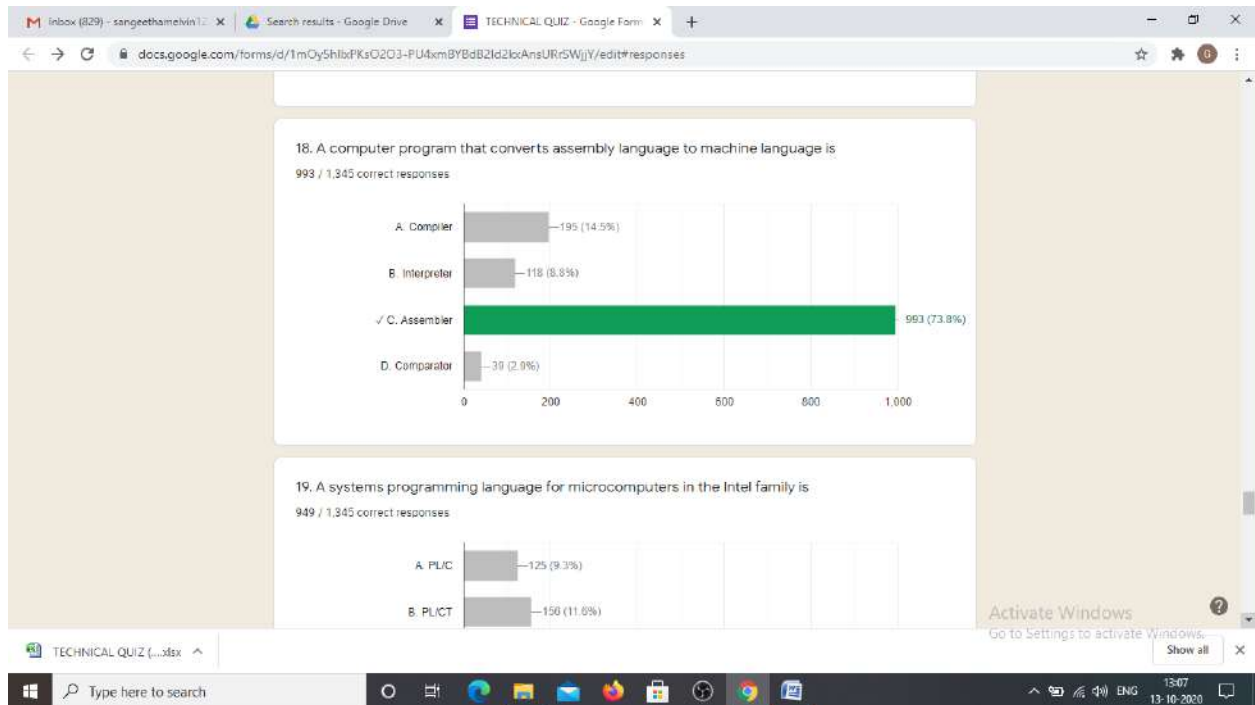 Inbox (829) - sangeethamelvin12
Search results - Google Drive
TECHNICAL QUIZ - Google Form
docs.google.com/forms/d/
/edit#responses
G
18. A computer program that converts assembly language to machine language is
993 / 1,345 correct responses
A. Compiler
195 (14.5%)
B. Interpreter
118 (8.8%)
✓ C. Assembler
993 (73.8%)
D. Comparator
39 (2.9%)
0 200 400 600 800 1,000
19. A systems programming language for microcomputers in the Intel family is
949 / 1,345 correct responses
A. PL/C
125 (9.3%)
B. PL/CT
156 (11.6%)
Activate Windows
Go to Settings to activate Windows.
TECHNICAL QUIZ (....xlsx
Show all
Type here to search
ENG
13:07
13-10-2020